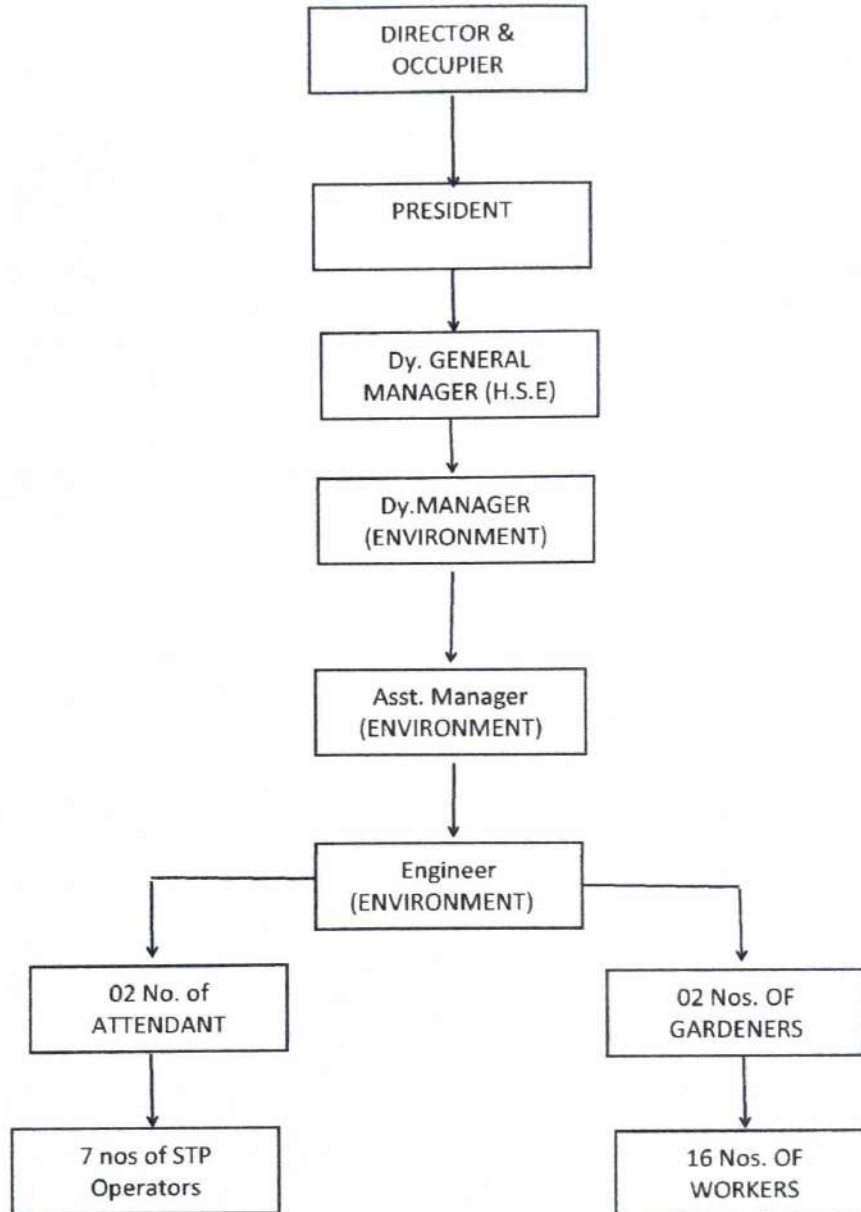 DIRECTOR &
OCCUPIER
PRESIDENT
Dy. GENERAL
MANAGER (H.S.E)
Dy.MANAGER
(ENVIRONMENT)
Asst. Manager
(ENVIRONMENT)
Engineer
(ENVIRONMENT)
02 No. of
ATTENDANT
02 Nos. OF
GARDENERS
7 nos of STP
Operators
16 Nos. OF
WORKERS